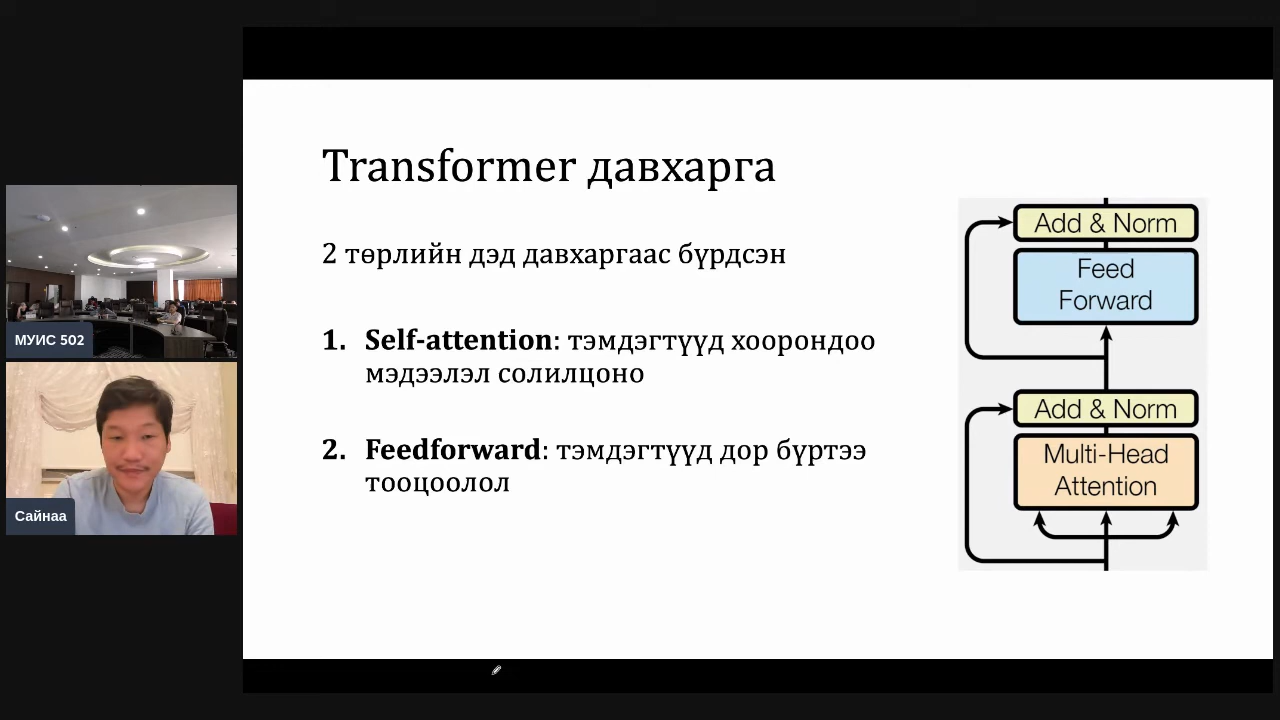 Transformer давхарга
2 төрлийн дэд давхаргаас бүрдсэн
1. Self-attention: тэмдэгтүүд хоорондоо
мэдээлэл солилцоно
2. Feedforward: тэмдэгтүүд дор бүртээ
тооцоолол
Add & Norm
Feed
Forward
Add & Norm
Multi-Head
Attention
МУИС 502
Сайнаа